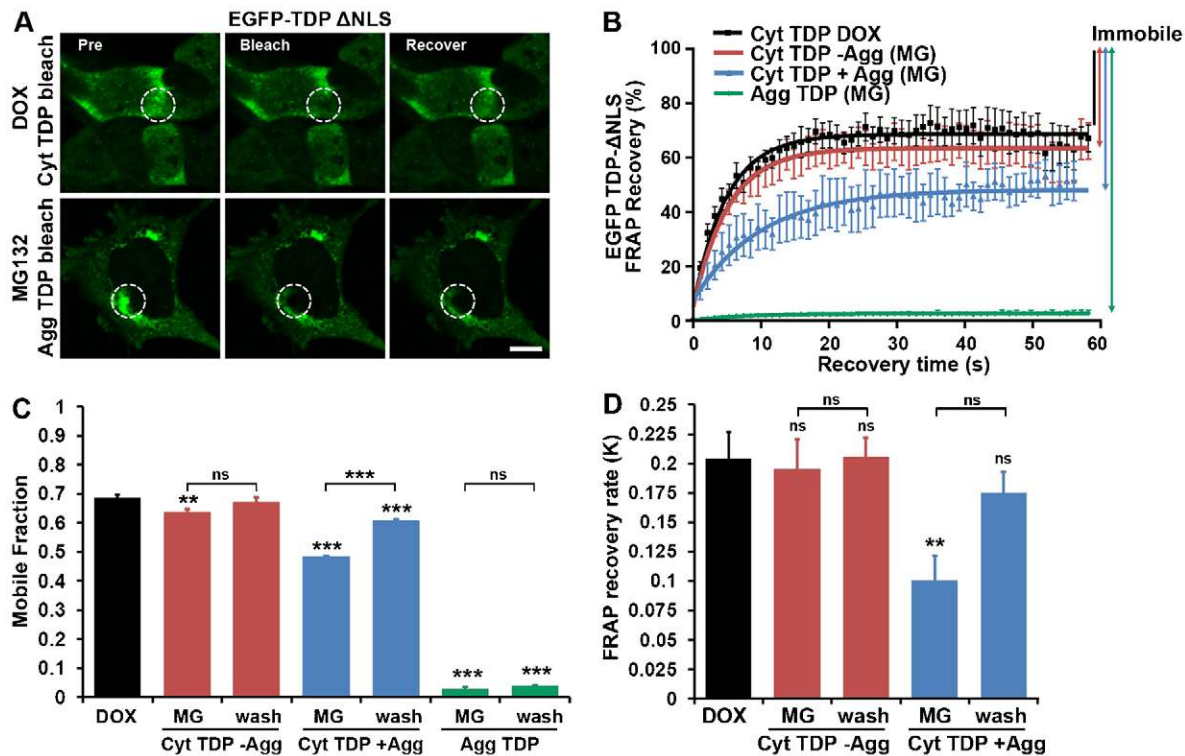 A
EGFP-TDP ΔNLS
Pre
Bleach
Recover
DOX
Cyt TDP bleach
MG132
Agg TDP bleach
B
Cyt TDP DOX
Cyt TDP -Agg (MG)
Cyt TDP + Agg (MG)
Agg TDP (MG)
Immobile
EGFP TDP-ΔNLS
FRAP Recovery (%)
100
80
60
40
20
0
0 10 20 30 40 50 60
Recovery time (s)
C
Mobile Fraction
1
0.9
0.8
0.7
0.6
0.5
0.4
0.3
0.2
0.1
0
ns
**
***
***
***
ns
***
***
DOX MG wash MG wash MG wash
Cyt TDP -Agg Cyt TDP +Agg Agg TDP
D
FRAP recovery rate (K)
0.25
0.225
0.2
0.175
0.15
0.125
0.1
0.075
0.05
0.025
0
ns
ns
ns
ns
**
ns
DOX MG wash MG wash
Cyt TDP -Agg Cyt TDP +Agg